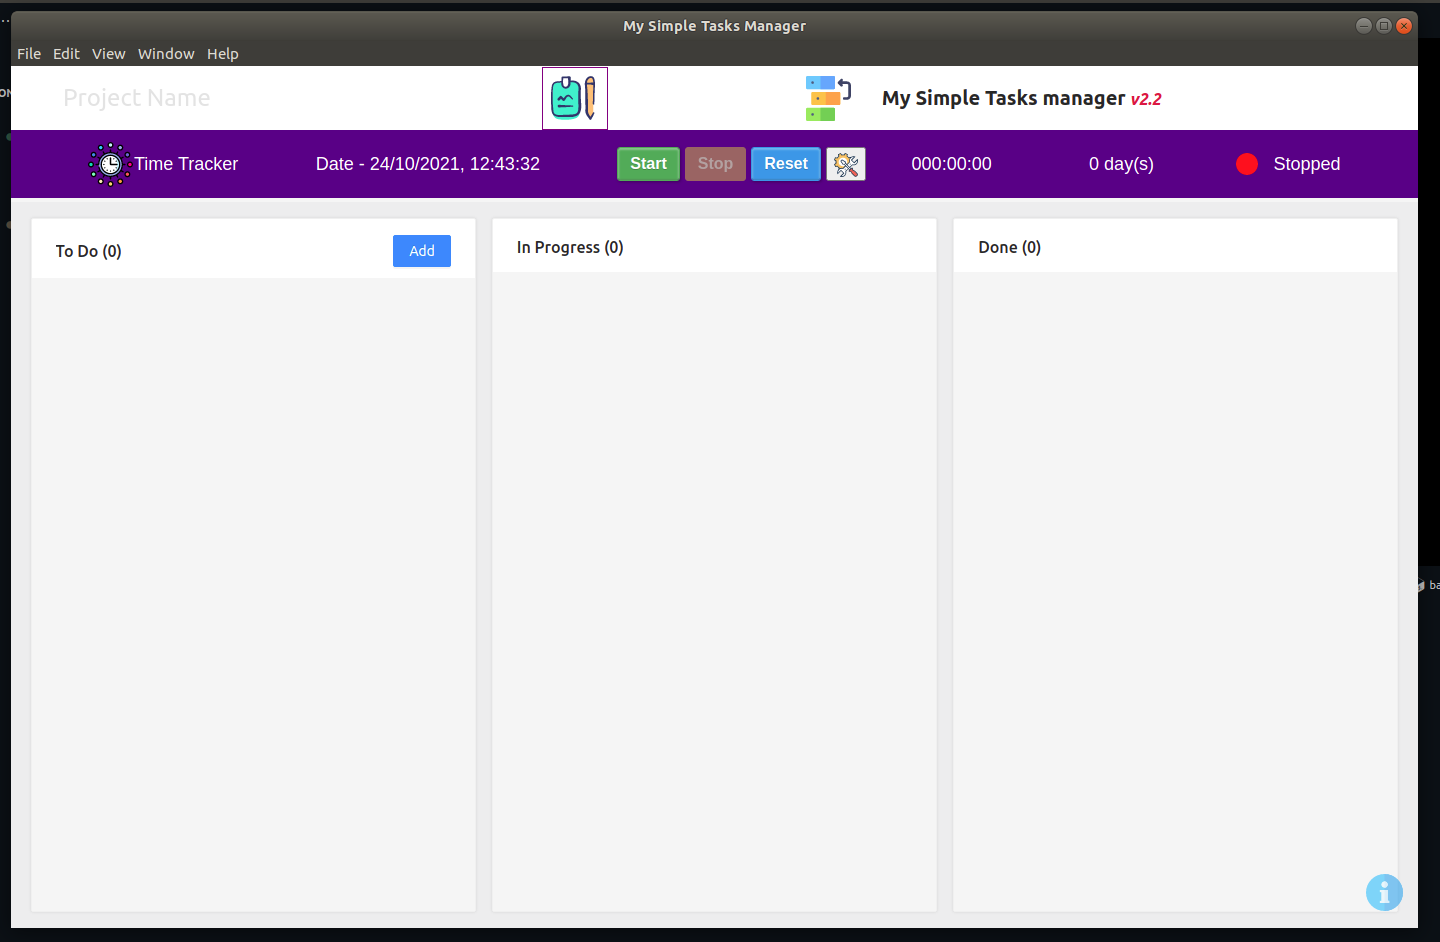 My Simple Tasks Manager
File Edit View Window Help
Project Name
My Simple Tasks manager v2.2
Time Tracker Date - 24/10/2021, 12:43:32 Start Stop Reset 000:00:00 0 day(s) Stopped
To Do (0) Add
In Progress (0)
Done (0)